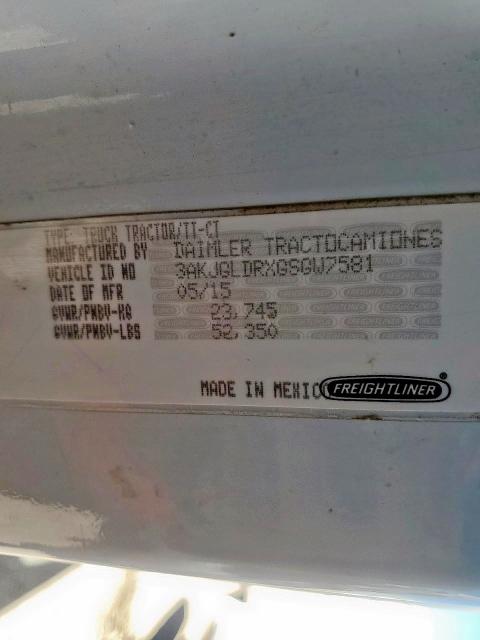 TYPE: TRUCK TRACTOR/TT-CT
MANUFACTURED BY DAIMLER TRACTOCAMIONES
VEHICLE ID NO 3AKJGLDRXGSGW7581
DATE OF MFR 05/15
GVWR/PNBV-KG 23,745
GVWR/PNBV-LBS 52,350
MADE IN MEXICO FREIGHTLINER®